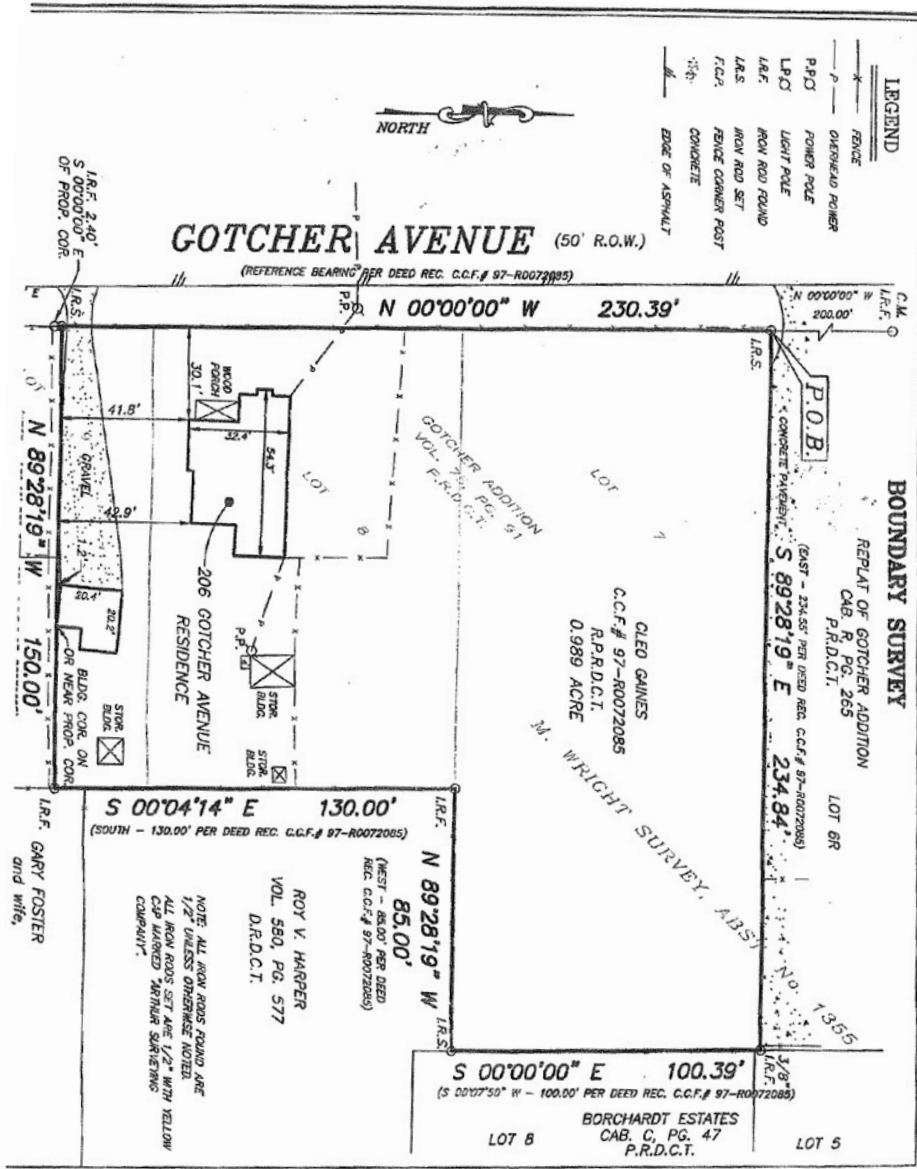 LEGEND
FENCE
P OVERHEAD POWER
P.P. POWER POLE
L.P. LIGHT POLE
I.R.F. IRON ROD FOUND
I.R.S. IRON ROD SET
F.C.P. FENCE CORNER POST
CONCRETE
EDGE OF ASPHALT
NORTH
BOUNDARY SURVEY
REPLAT OF GOTCHER ADDITION
CAB. R, PG. 265
P.R.D.C.T.
LOT 6R
GOTCHER AVENUE (50' R.O.W.)
(REFERENCE BEARING PER DEED REC. C.C.F.# 97-R0072085)
N 00°00'00" W 230.39'
N 00°00'00" W
200.00'
C.M.
I.R.F.
P.O.B.
I.R.S.
CONCRETE PAVEMENT
(EAST - 234.55' PER DEED REC. C.C.F.# 97-R0072085)
S 89°28'19" E 234.84'
I.R.F. 2.40'
S 00°00'00" E
OF PROP. COR.
I.R.S.
E
P.P.
P
P
P
WOOD
PORCH
30.1'
41.8'
32.4'
54.3'
42.9'
GRAVEL
1.2'
20.4'
20.2'
LOT
N 89°28'19" W 150.00'
LOT
8
GOTCHER ADDITION
VOL. 75, PG. 91
P.R.D.C.T.
LOT
7
206 GOTCHER AVENUE
RESIDENCE
P.P.
P
STOR.
BLDG.
STOR.
BLDG.
STOR.
BLDG.
BLDG. COR. ON
OR NEAR PROP. COR.
CLEO GAINES
C.C.F.# 97-R0072085
R.P.R.D.C.T.
0.989 ACRE
M. WRIGHT SURVEY, ABST. No. 1355
S 00°04'14" E 130.00'
(SOUTH - 130.00' PER DEED REC. C.C.F.# 97-R0072085)
I.R.F.
N 89°28'19" W
85.00'
(WEST - 85.00' PER DEED
REC. C.C.F.# 97-R0072085)
I.R.S.
3/8"
I.R.F.
S 00°00'00" E 100.39'
(S 00°07'50" W - 100.00' PER DEED REC. C.C.F.# 97-R0072085)
ROY V. HARPER
VOL. 580, PG. 577
D.R.D.C.T.
NOTE: ALL IRON RODS FOUND ARE
1/2" UNLESS OTHERWISE NOTED.
ALL IRON RODS SET ARE 1/2" WITH YELLOW
CAP MARKED "ARTHUR SURVEYING
COMPANY".
I.R.F. GARY FOSTER
and wife,
BORCHARDT ESTATES
CAB. C, PG. 47
P.R.D.C.T.
LOT 8
LOT 5